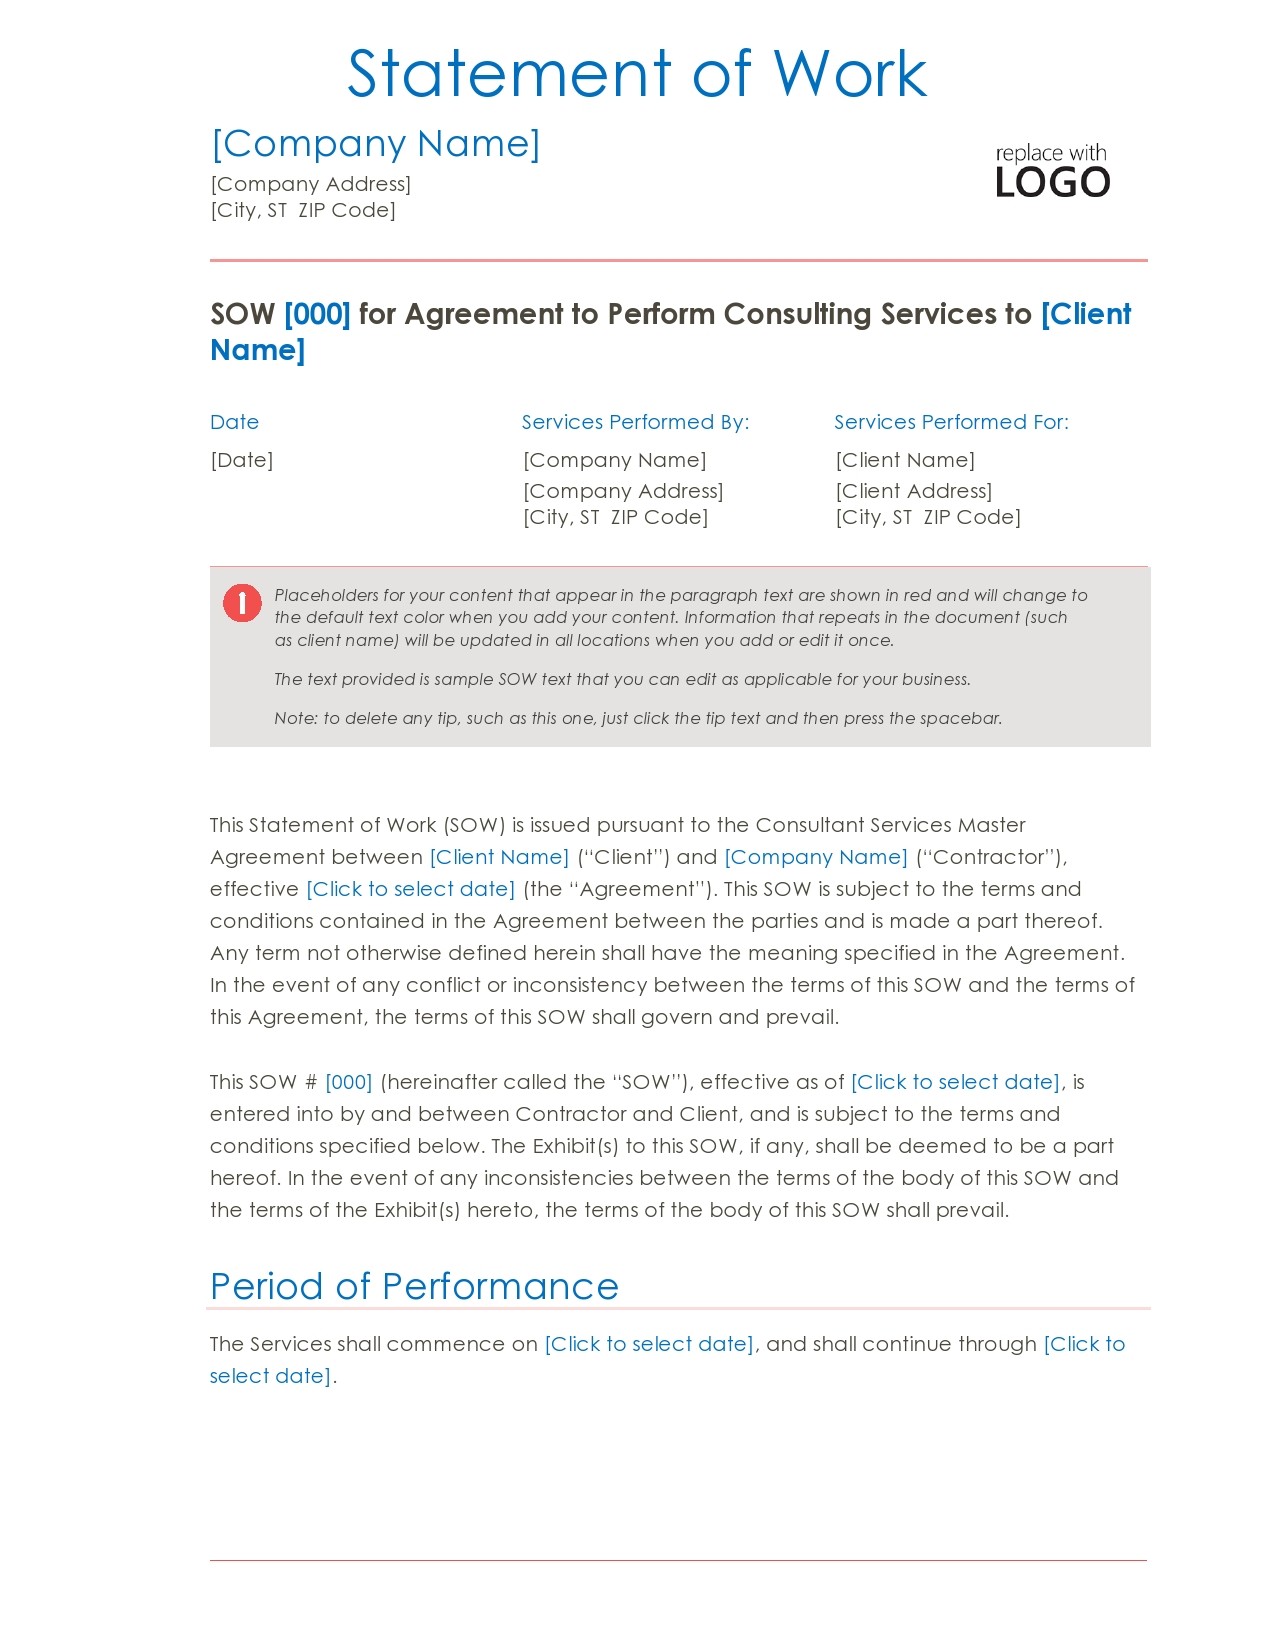 Statement of Work
[Company Name]
[Company Address]
[City, ST  ZIP Code]
replace with
LOGO
SOW [000] for Agreement to Perform Consulting Services to [Client
Name]
Date
Services Performed By:
Services Performed For:
[Date]
[Company Name]
[Client Name]
[Company Address]
[Client Address]
[City, ST  ZIP Code]
[City, ST  ZIP Code]
Placeholders for your content that appear in the paragraph text are shown in red and will change to
the default text color when you add your content. Information that repeats in the document (such
as client name) will be updated in all locations when you add or edit it once.
The text provided is sample SOW text that you can edit as applicable for your business.
Note: to delete any tip, such as this one, just click the tip text and then press the spacebar.
This Statement of Work (SOW) is issued pursuant to the Consultant Services Master
Agreement between [Client Name] (“Client”) and [Company Name] (“Contractor”),
effective [Click to select date] (the “Agreement”). This SOW is subject to the terms and
conditions contained in the Agreement between the parties and is made a part thereof.
Any term not otherwise defined herein shall have the meaning specified in the Agreement.
In the event of any conflict or inconsistency between the terms of this SOW and the terms of
this Agreement, the terms of this SOW shall govern and prevail.
This SOW # [000] (hereinafter called the “SOW”), effective as of [Click to select date], is
entered into by and between Contractor and Client, and is subject to the terms and
conditions specified below. The Exhibit(s) to this SOW, if any, shall be deemed to be a part
hereof. In the event of any inconsistencies between the terms of the body of this SOW and
the terms of the Exhibit(s) hereto, the terms of the body of this SOW shall prevail.
Period of Performance
The Services shall commence on [Click to select date], and shall continue through [Click to
select date].